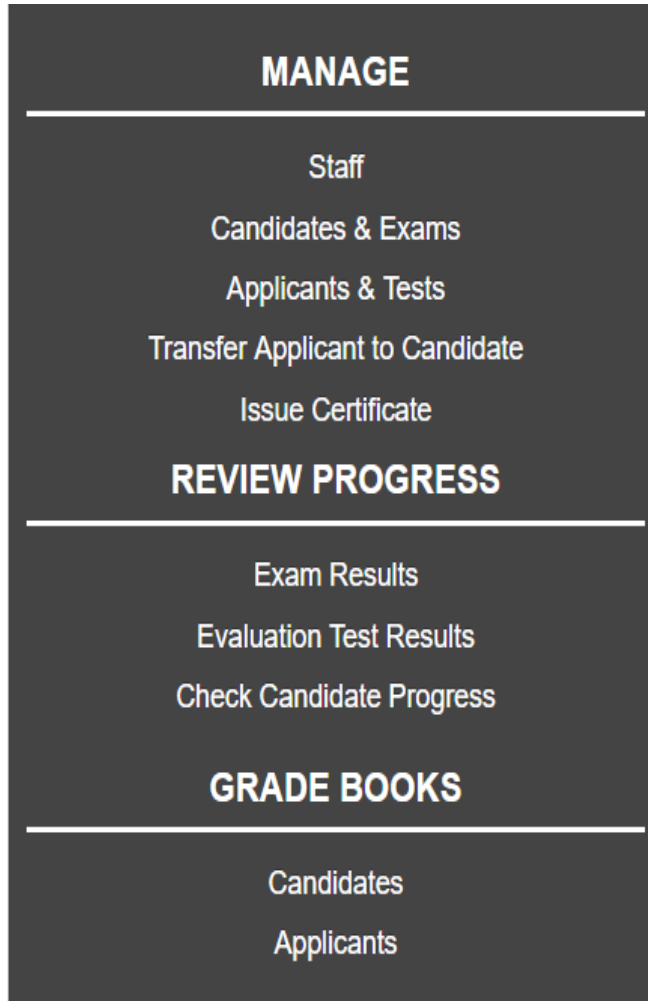 MANAGE
Staff
Candidates & Exams
Applicants & Tests
Transfer Applicant to Candidate
Issue Certificate
REVIEW PROGRESS
Exam Results
Evaluation Test Results
Check Candidate Progress
GRADE BOOKS
Candidates
Applicants